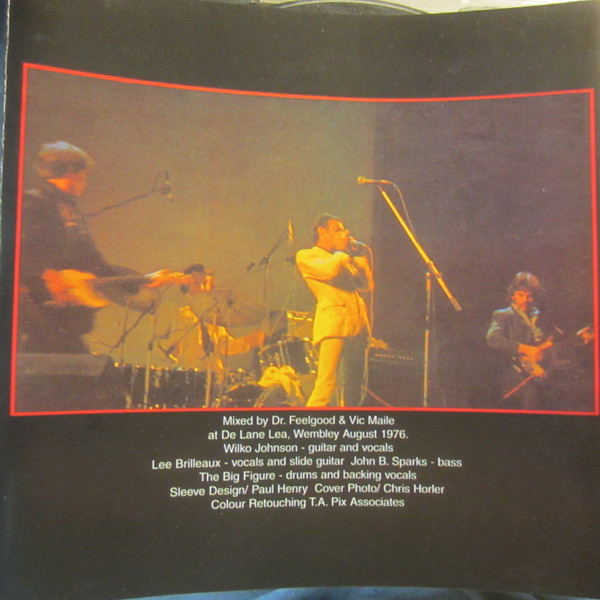 Mixed by Dr. Feelgood & Vic Maile
at De Lane Lea, Wembley August 1976.
Wilko Johnson - guitar and vocals
Lee Brilleaux - vocals and slide guitar John B. Sparks - bass
The Big Figure - drums and backing vocals
Sleeve Design/ Paul Henry Cover Photo/ Chris Horler
Colour Retouching T.A. Pix Associates